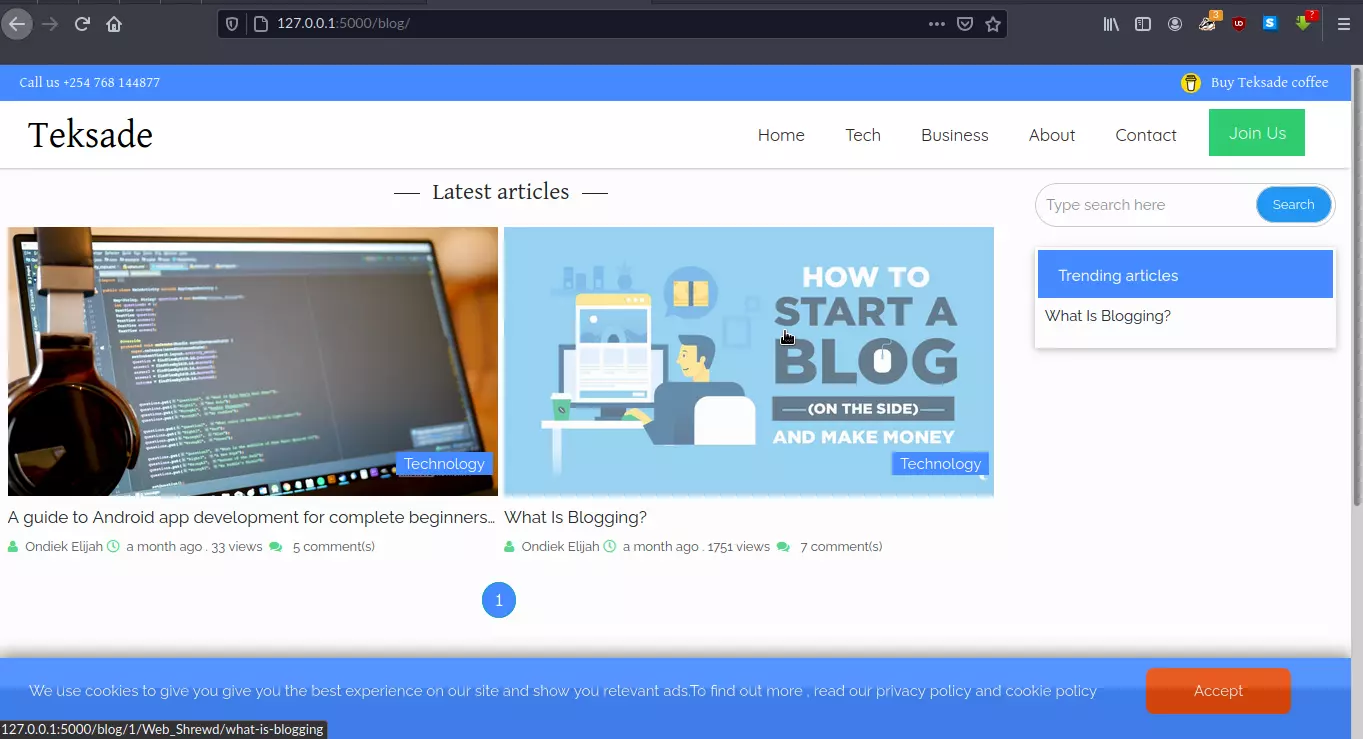 127.0.0.1:5000/blog/
Call us +254 768 144877
Buy Teksade coffee
Teksade
Home
Tech
Business
About
Contact
Join Us
Latest articles
Type search here
Search
Trending articles
What Is Blogging?
HOW TO
START A
BLOG
(ON THE SIDE)
AND MAKE MONEY
Technology
Technology
A guide to Android app development for complete beginners...
Ondiek Elijah a month ago . 33 views 5 comment(s)
What Is Blogging?
Ondiek Elijah a month ago . 1751 views 7 comment(s)
1
We use cookies to give you give you the best experience on our site and show you relevant ads.To find out more , read our privacy policy and cookie policy
Accept
127.0.0.1:5000/blog/1/Web_Shrewd/what-is-blogging